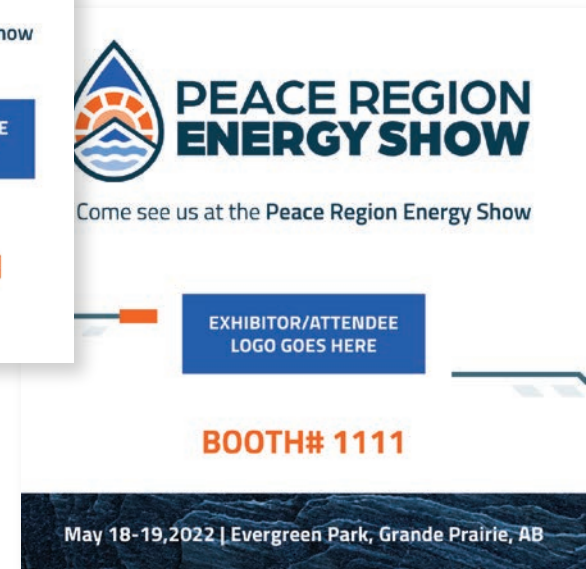 PEACE REGION
ENERGY SHOW
Come see us at the Peace Region Energy Show
EXHIBITOR/ATTENDEE
LOGO GOES HERE
BOOTH# 1111
May 18-19,2022 | Evergreen Park, Grande Prairie, AB